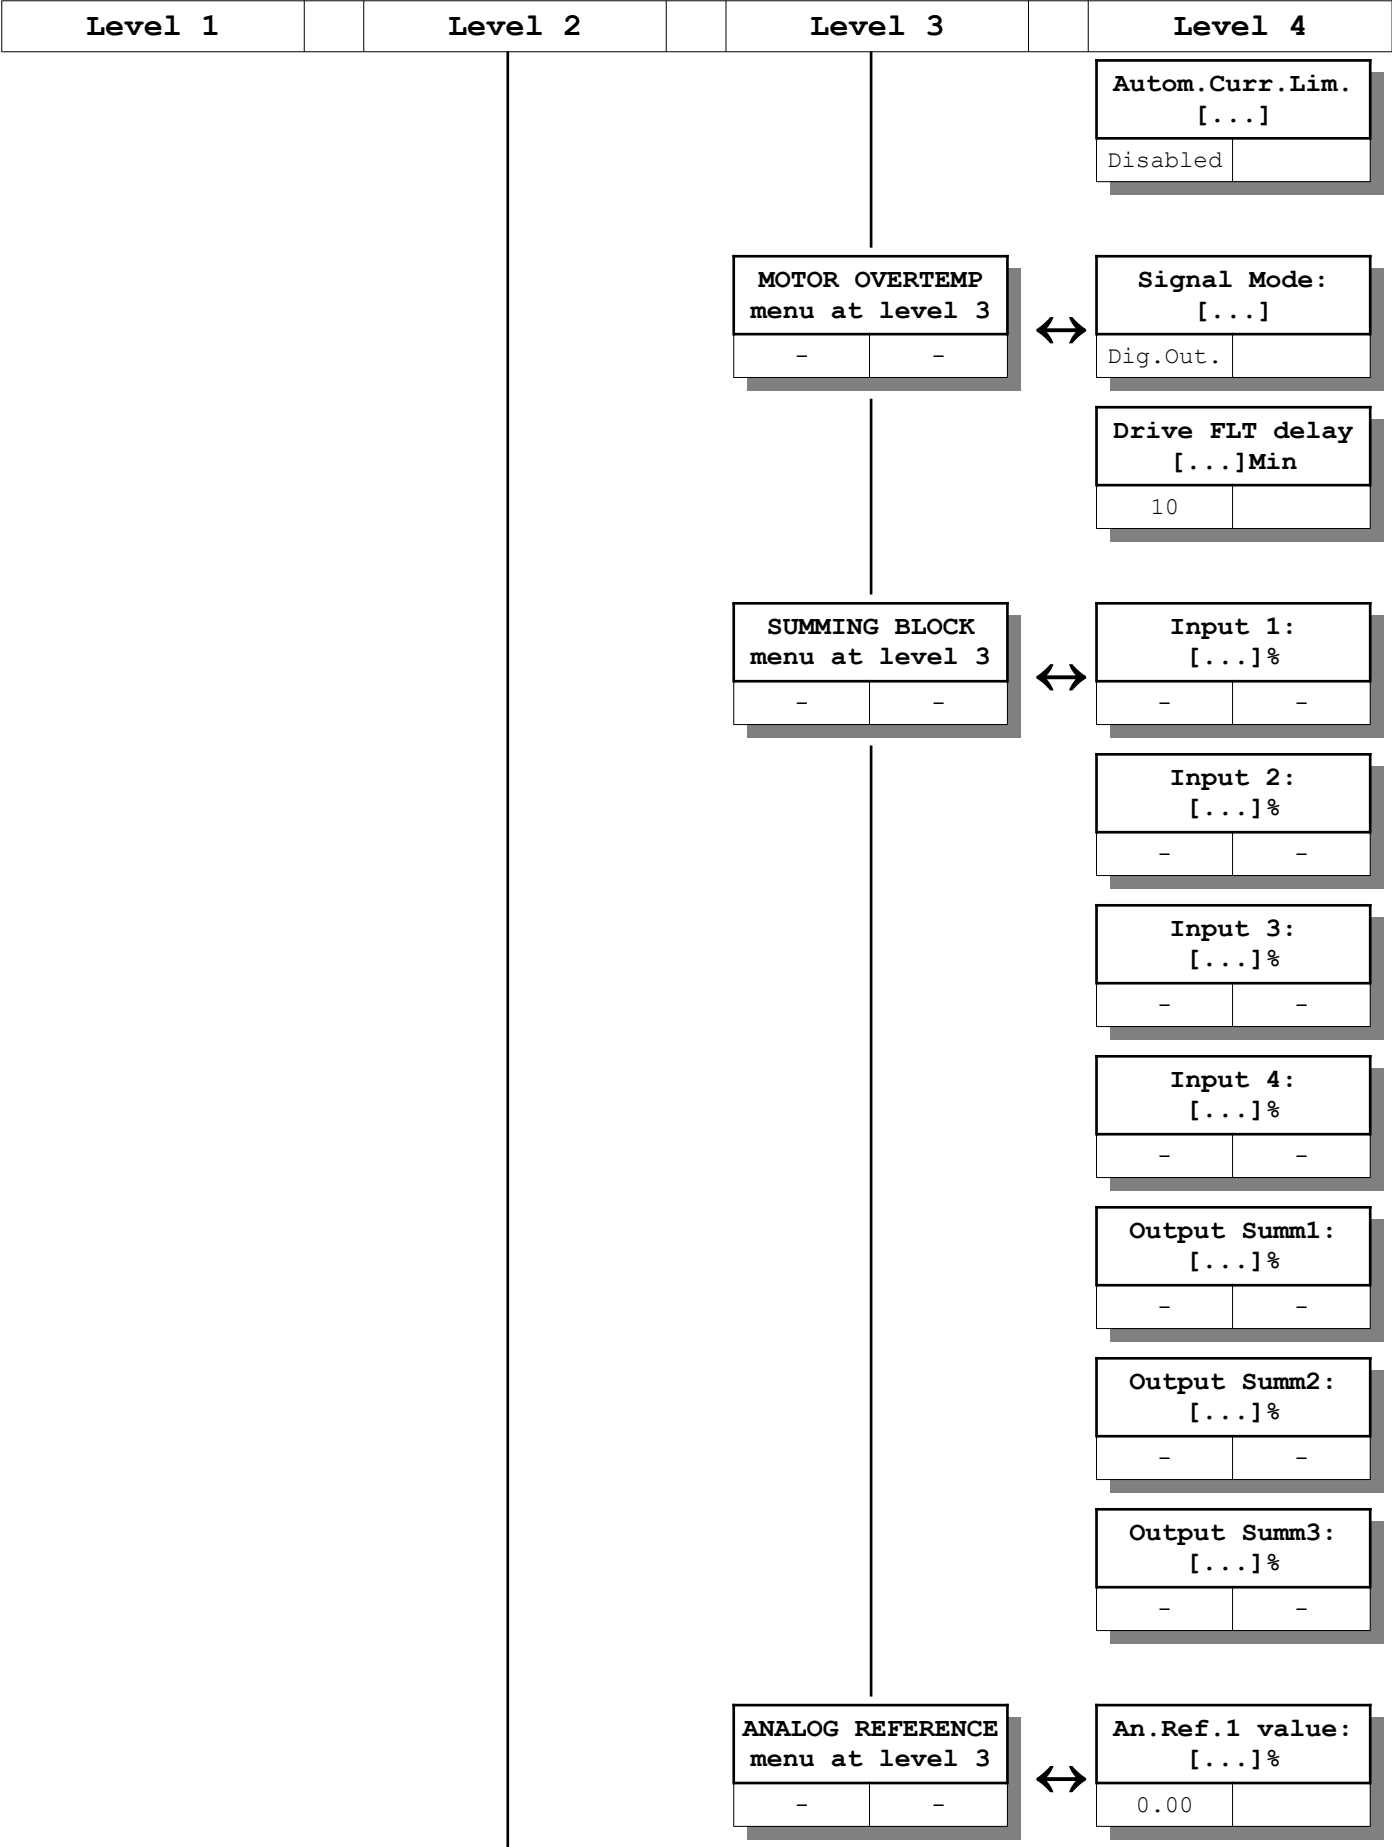 Level 1 Level 2 Level 3 Level 4
Autom.Curr.Lim.
[...]
Disabled
MOTOR OVERTEMP
menu at level 3
- -
↔
Signal Mode:
[...]
Dig.Out.
Drive FLT delay
[...]Min
10
SUMMING BLOCK
menu at level 3
- -
↔
Input 1:
[...]%
- -
Input 2:
[...]%
- -
Input 3:
[...]%
- -
Input 4:
[...]%
- -
Output Summ1:
[...]%
- -
Output Summ2:
[...]%
- -
Output Summ3:
[...]%
- -
ANALOG REFERENCE
menu at level 3
- -
↔
An.Ref.1 value:
[...]%
0.00